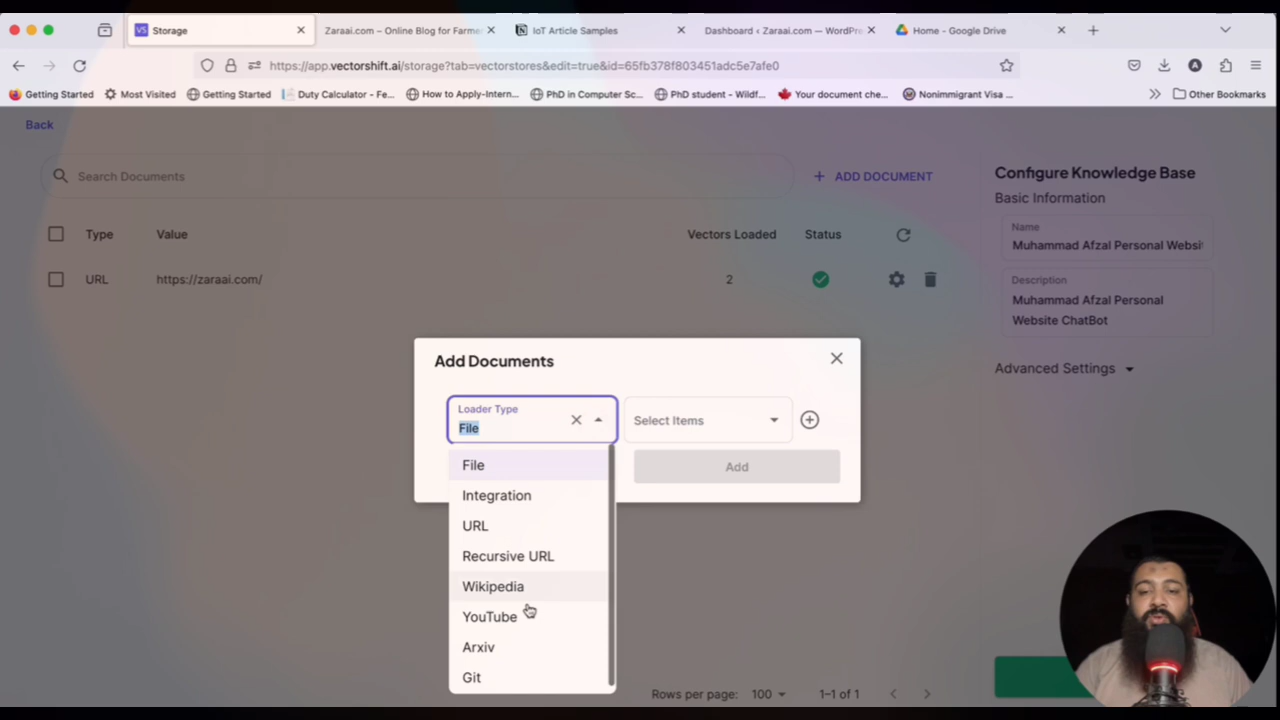 VS Storage
Zaraai.com – Online Blog for Farme
IoT Article Samples
Dashboard ‹ Zaraai.com — WordPre
Home - Google Drive
https://app.vectorshift.ai/storage?tab=vectorstores&edit=true&id=65fb378f803451adc5e7afe0
Getting Started
Most Visited
Getting Started
Duty Calculator - Fe...
How to Apply-Intern...
PhD in Computer Sc...
PhD student - Wildf...
Your document che...
Nonimmigrant Visa ...
Other Bookmarks
Back
Search Documents
+ ADD DOCUMENT
Type Value Vectors Loaded Status
URL https://zaraai.com/ 2
Configure Knowledge Base
Basic Information
Name
Muhammad Afzal Personal Websi
Description
Muhammad Afzal Personal
Website ChatBot
Advanced Settings
Add Documents
Loader Type
File
Select Items
Add
File
Integration
URL
Recursive URL
Wikipedia
YouTube
Arxiv
Git
Rows per page: 100 1–1 of 1